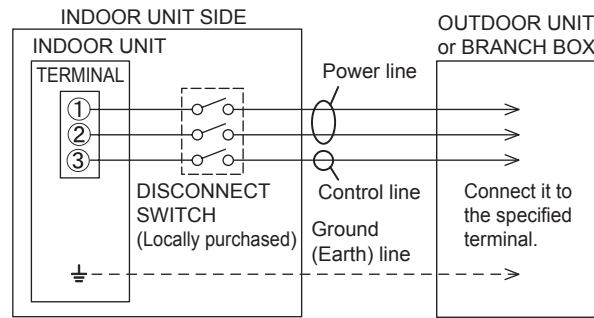 INDOOR UNIT SIDE
INDOOR UNIT
TERMINAL
①
②
③
DISCONNECT
SWITCH
(Locally purchased)
Power line
Control line
Ground
(Earth) line
OUTDOOR UNIT
or BRANCH BOX
Connect it to
the specified
terminal.